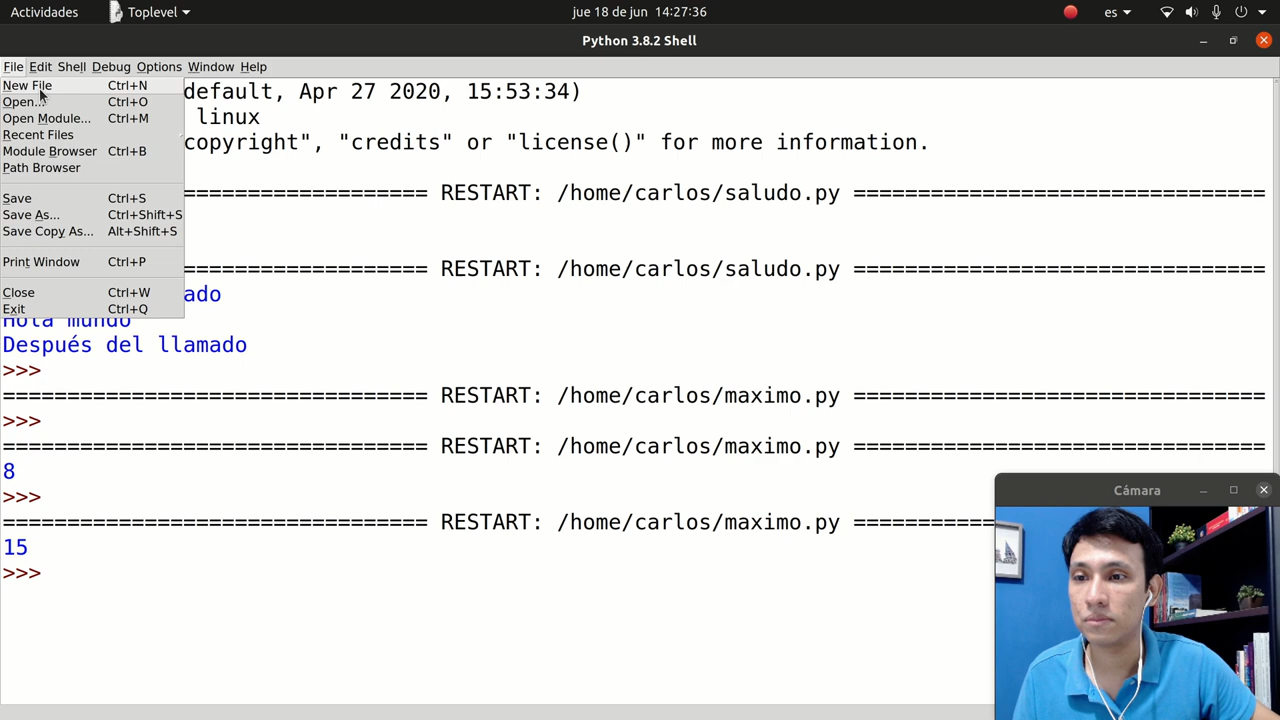 Actividades Toplevel jue 18 de jun 14:27:36 es
Python 3.8.2 Shell
File Edit Shell Debug Options Window Help
New File Ctrl+N
Open... Ctrl+O
Open Module... Ctrl+M
Recent Files
Module Browser Ctrl+B
Path Browser
Save Ctrl+S
Save As... Ctrl+Shift+S
Save Copy As... Alt+Shift+S
Print Window Ctrl+P
Close Ctrl+W
Exit Ctrl+Q
default, Apr 27 2020, 15:53:34)
linux
copyright", "credits" or "license()" for more information.
=================== RESTART: /home/carlos/saludo.py ================================
=================== RESTART: /home/carlos/saludo.py ================================
ado
Hola mundo
Después del llamado
>>>
================================= RESTART: /home/carlos/maximo.py ================================
>>>
================================= RESTART: /home/carlos/maximo.py ================================
8
>>>
================================= RESTART: /home/carlos/maximo.py ===========
15
>>>
Cámara